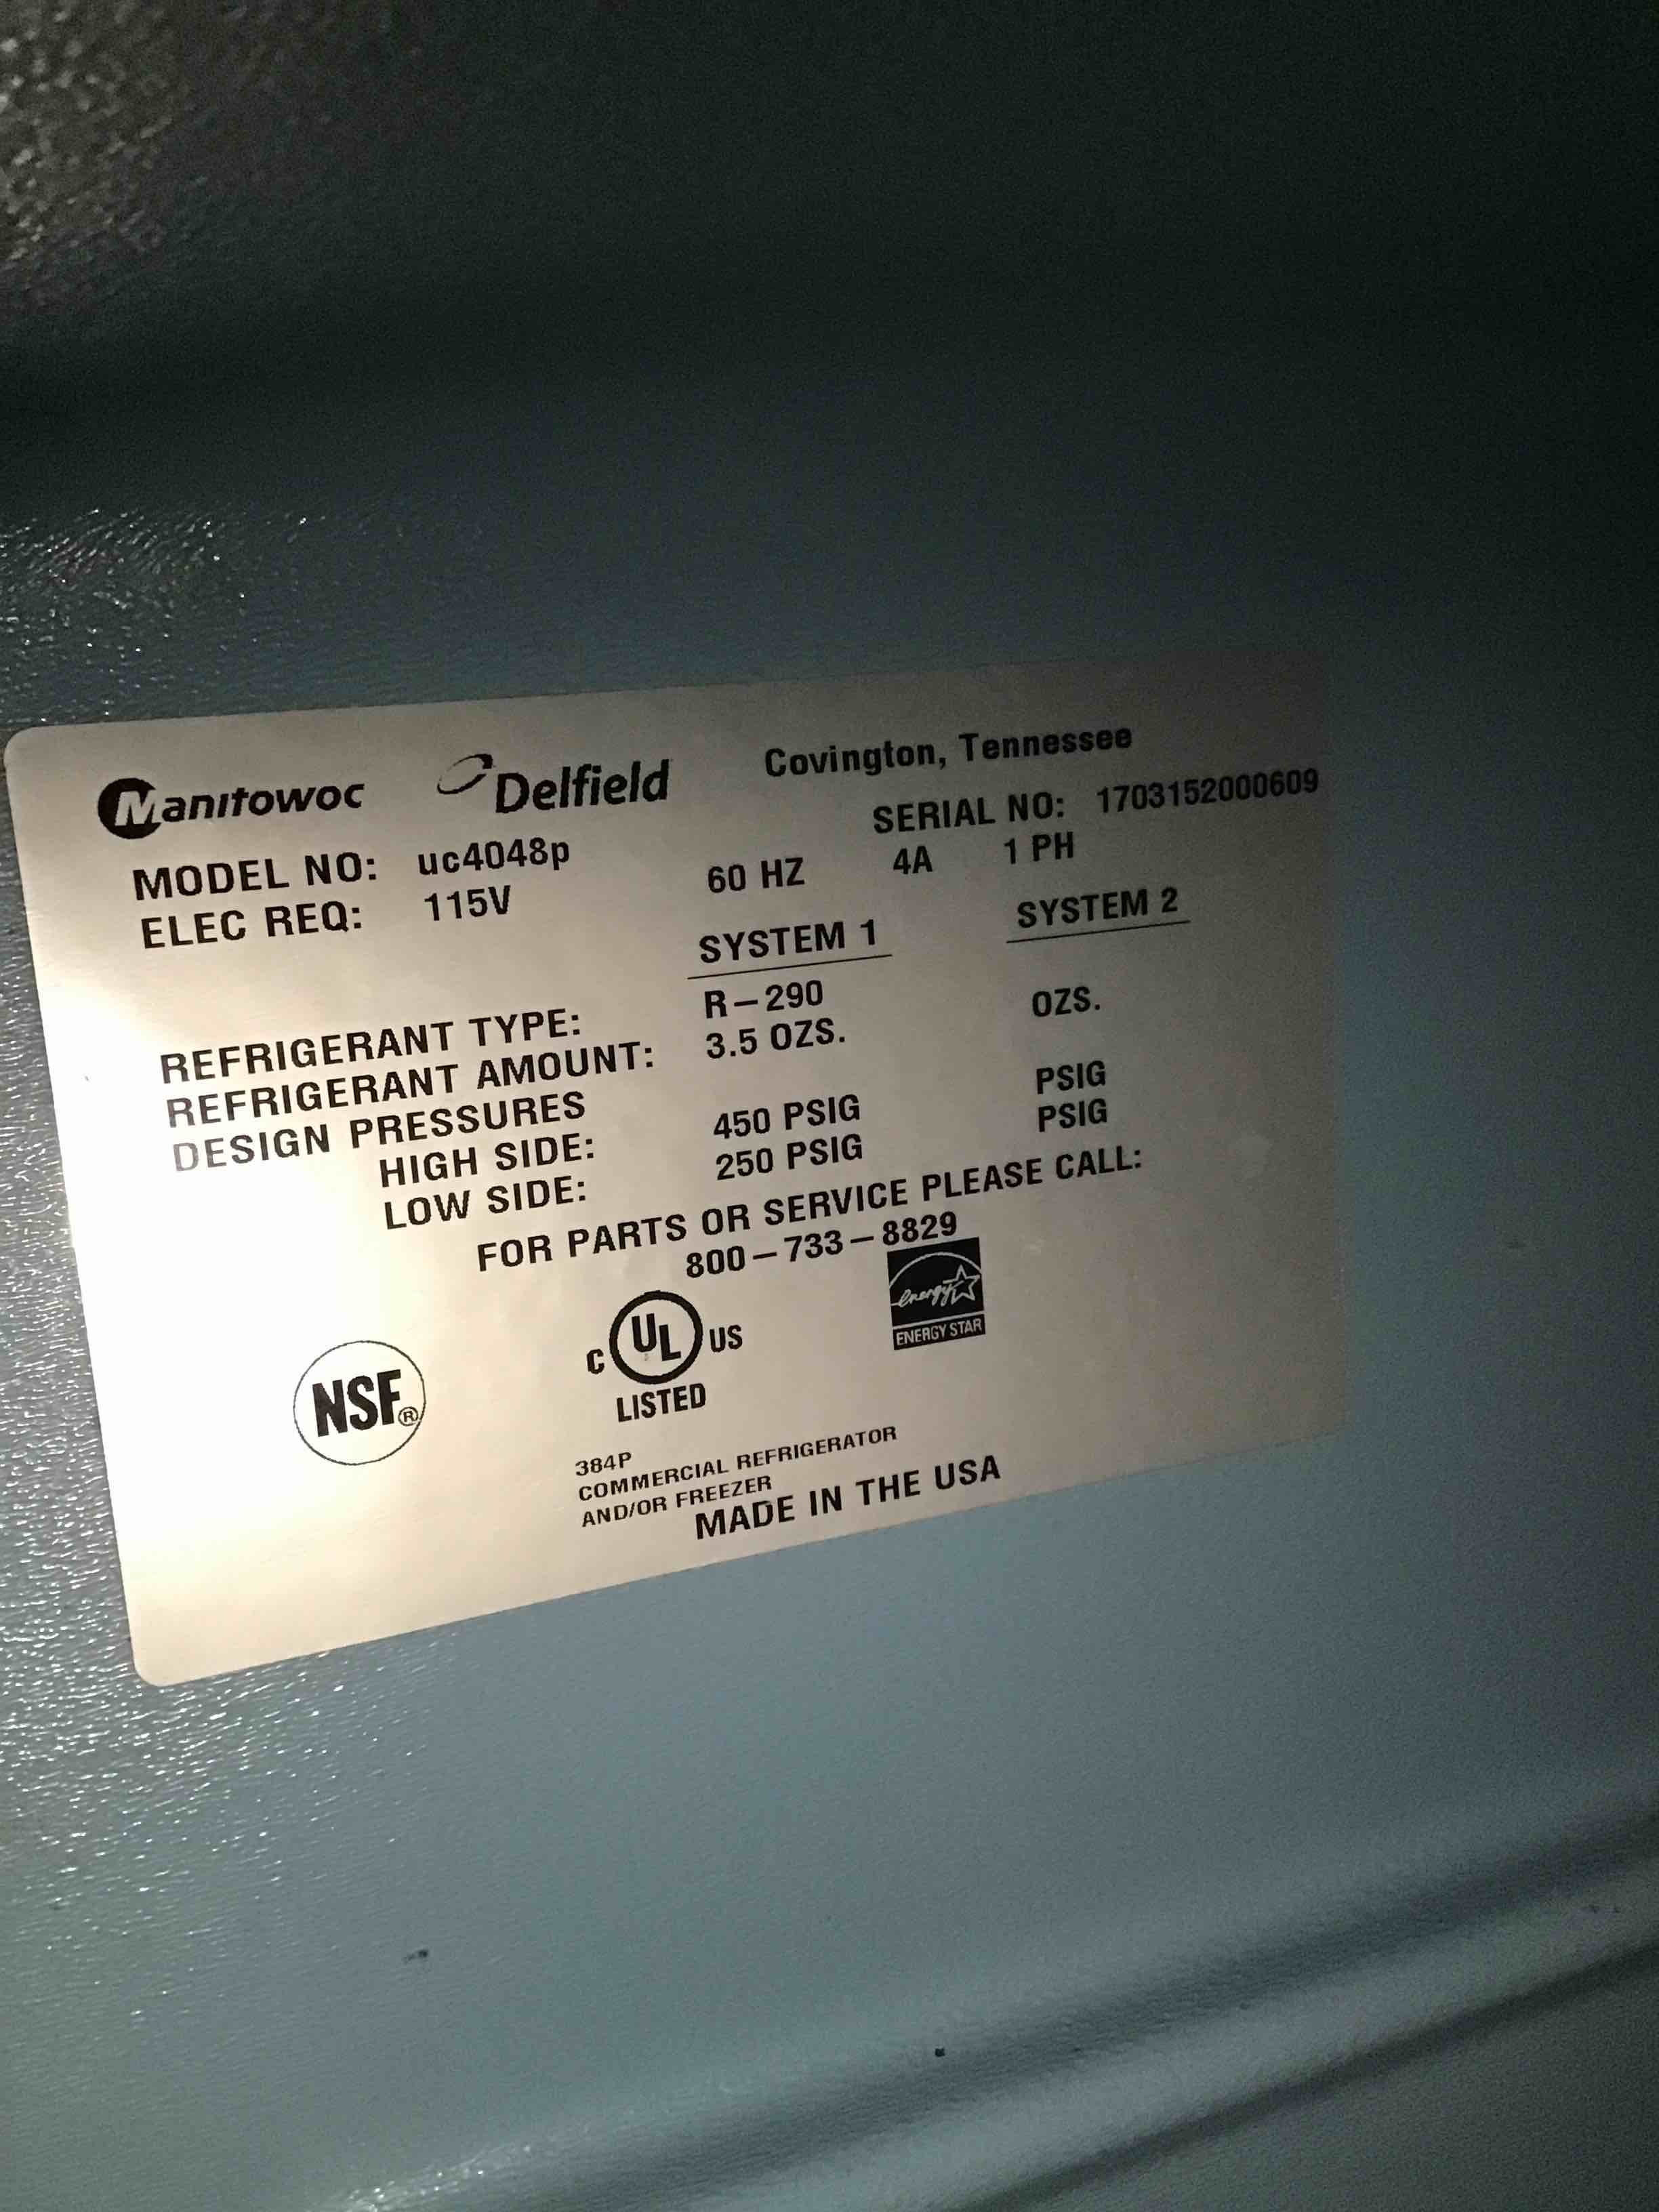 Manitowoc Delfield Covington, Tennessee
SERIAL NO: 1703152000609
MODEL NO: uc4048p
ELEC REQ: 115V 60 HZ 4A 1 PH
SYSTEM 1 SYSTEM 2
REFRIGERANT TYPE: R-290
REFRIGERANT AMOUNT: 3.5 OZS. OZS.
DESIGN PRESSURES
HIGH SIDE: 450 PSIG PSIG
LOW SIDE: 250 PSIG PSIG
FOR PARTS OR SERVICE PLEASE CALL:
800-733-8829
NSF®
C UL US
LISTED
energy
ENERGY STAR
384P
COMMERCIAL REFRIGERATOR
AND/OR FREEZER
MADE IN THE USA